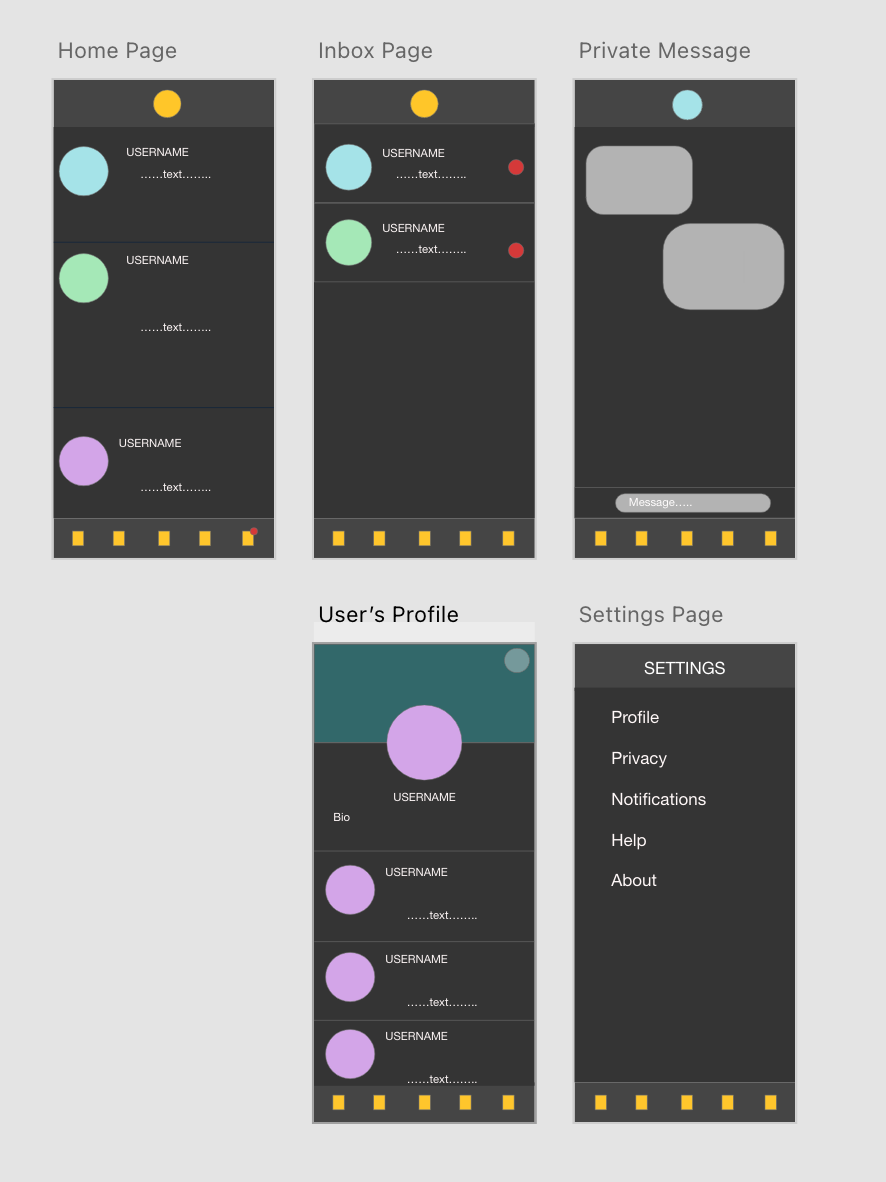 Home Page
USERNAME
......text........
USERNAME
......text........
USERNAME
......text........
Inbox Page
USERNAME
......text........
USERNAME
......text........
Private Message
Message.....
User’s Profile
USERNAME
Bio
USERNAME
......text........
USERNAME
......text........
USERNAME
......text........
Settings Page
SETTINGS
Profile
Privacy
Notifications
Help
About